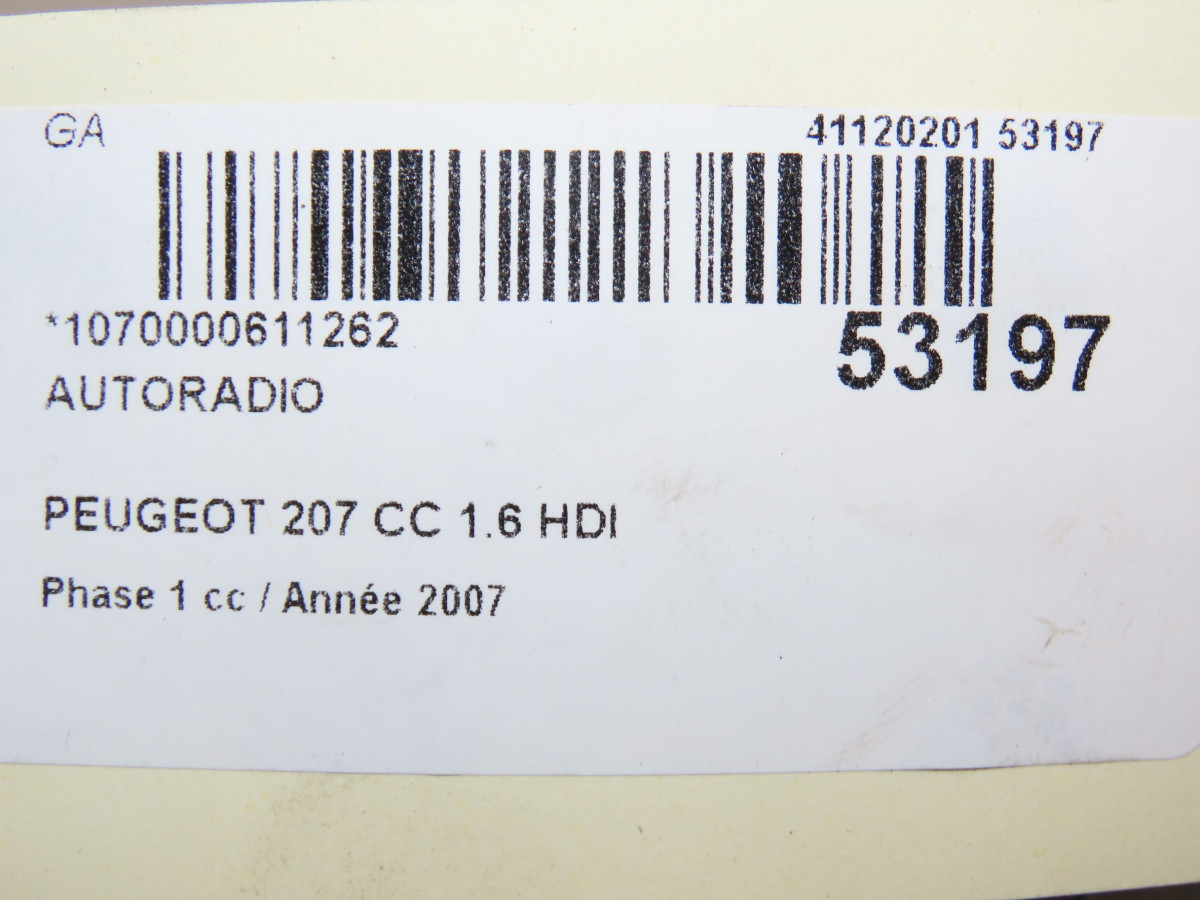 GA 41120201 53197
*1070000611262 53197
AUTORADIO
PEUGEOT 207 CC 1.6 HDI
Phase 1 cc / Année 2007